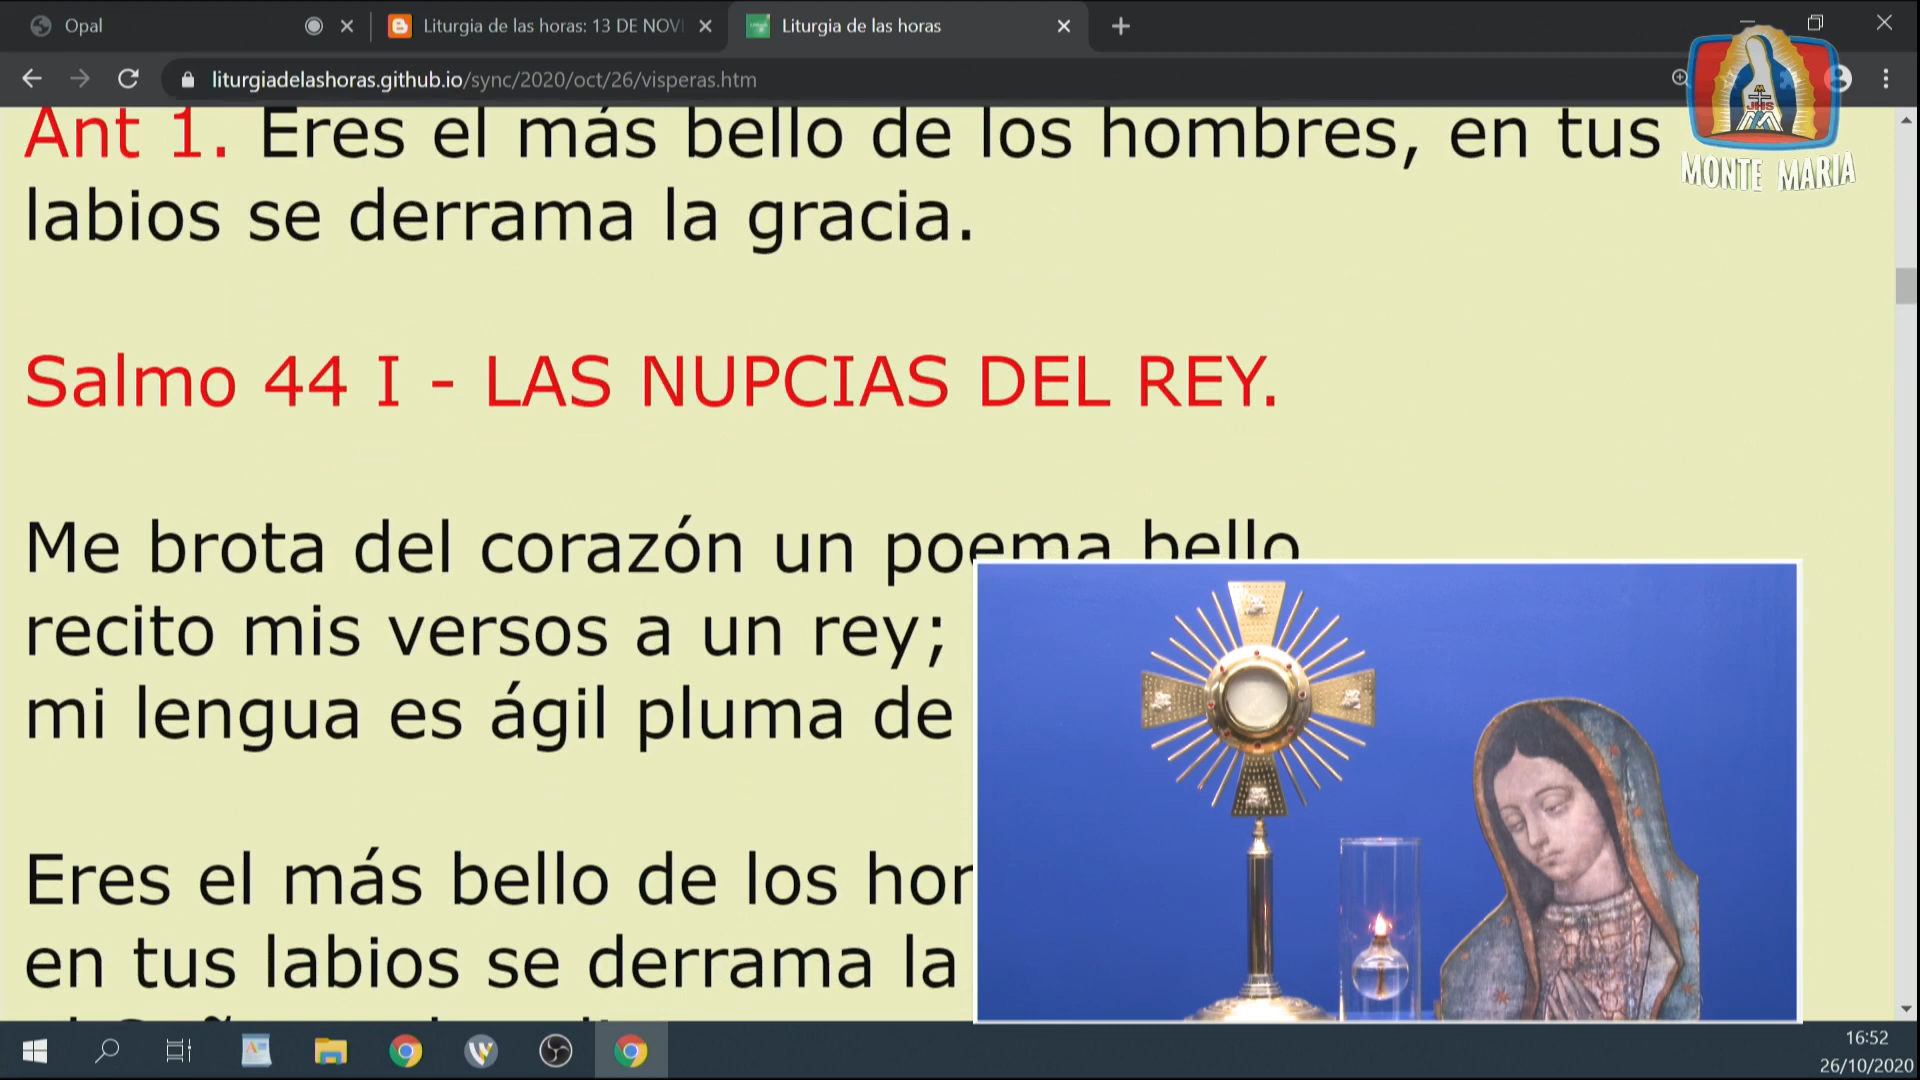 Opal
Liturgia de las horas: 13 DE NOV
Liturgia de las horas
liturgiadelashoras.github.io/sync/2020/oct/26/visperas.htm
JHS
MONTE MARIA
Ant 1. Eres el más bello de los hombres, en tus
labios se derrama la gracia.
Salmo 44 I - LAS NUPCIAS DEL REY.
Me brota del corazón un poema bello
recito mis versos a un rey;
mi lengua es ágil pluma de
Eres el más bello de los
en tus labios se derrama la
16:52
26/10/2020